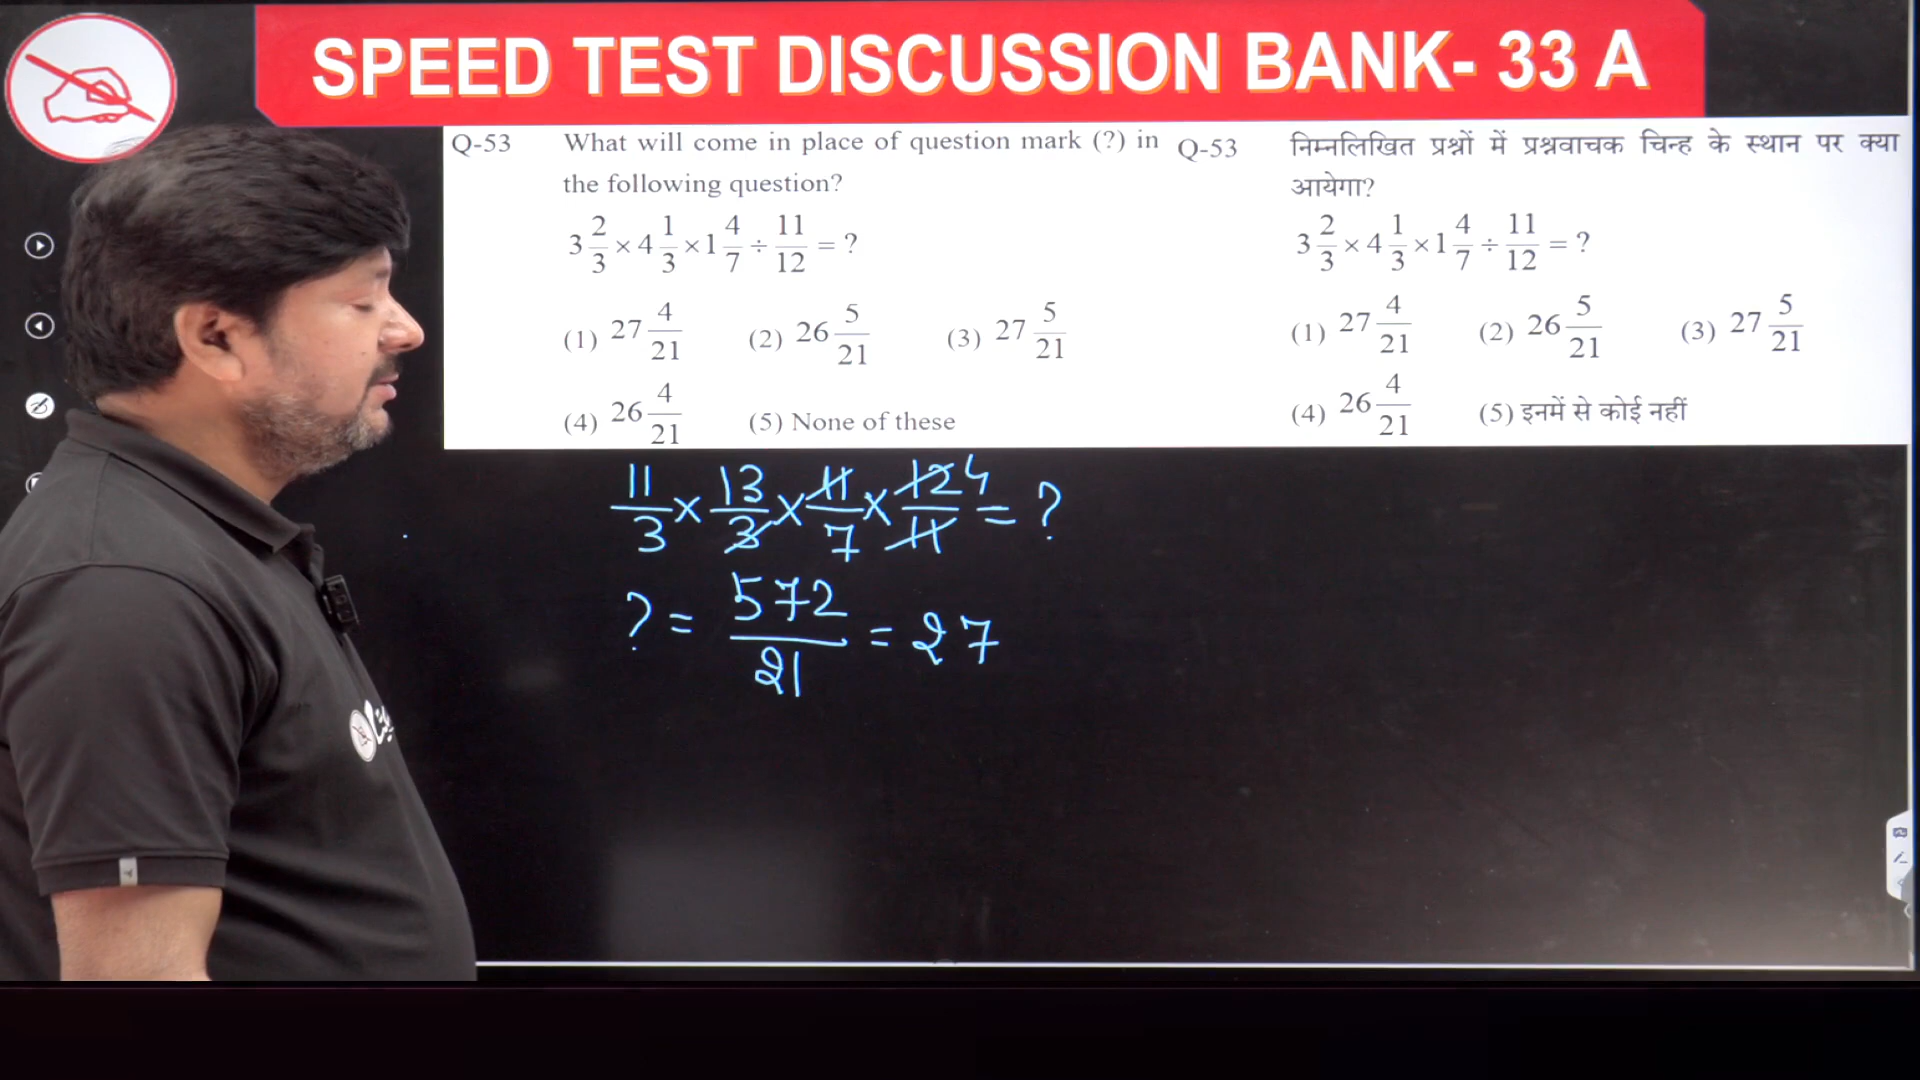 SPEED TEST DISCUSSION BANK- 33 A
Q-53 What will come in place of question mark (?) in
the following question?
3 2/3 × 4 1/3 × 1 4/7 ÷ 11/12 = ?
(1) 27 4/21 (2) 26 5/21 (3) 27 5/21
(4) 26 4/21 (5) None of these
Q-53 निम्नलिखित प्रश्नों में प्रश्नवाचक चिन्ह के स्थान पर क्या
आयेगा?
3 2/3 × 4 1/3 × 1 4/7 ÷ 11/12 = ?
(1) 27 4/21 (2) 26 5/21 (3) 27 5/21
(4) 26 4/21 (5) इनमें से कोई नहीं
11/3 × 13/3 × 11/7 × 12 4/11 = ?
? = 572/21 = 27